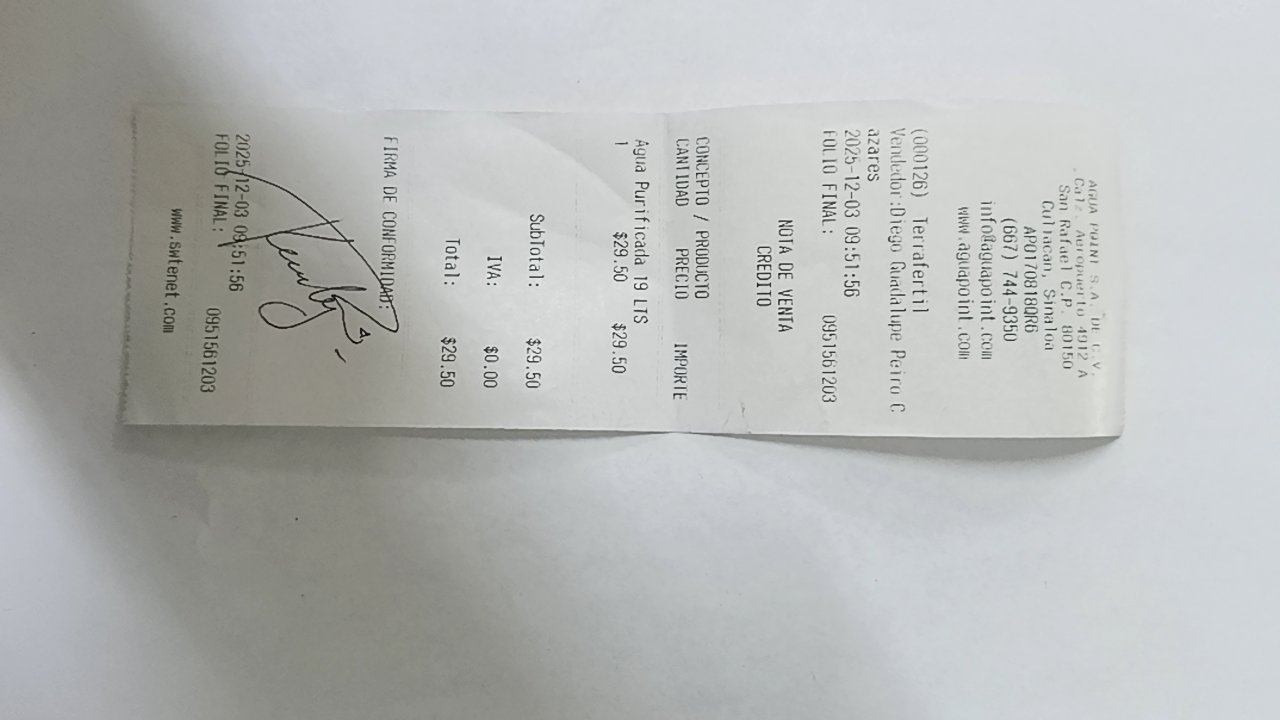 AGUA POINT S.A. DE C.V.
Calz. Aeropuerto 4912 A
San Rafael C.P. 80150
Culiacan, Sinaloa
APO170818QR6
(667) 744-9350
info@aguapoint.com
www.aguapoint.com
(000126) Terrafertil
Vendedor:Diego Guadalupe Peiro C
azares
2025-12-03 09:51:56
FOLIO FINAL: 0951561203
NOTA DE VENTA
CREDITO
CONCEPTO / PRODUCTO
CANTIDAD PRECIO IMPORTE
Agua Purificada 19 LTS
1 $29.50 $29.50
SubTotal: $29.50
IVA: $0.00
Total: $29.50
FIRMA DE CONFORMIDAD:
2025-12-03 09:51:56
FOLIO FINAL: 0951561203
www.swtenet.com